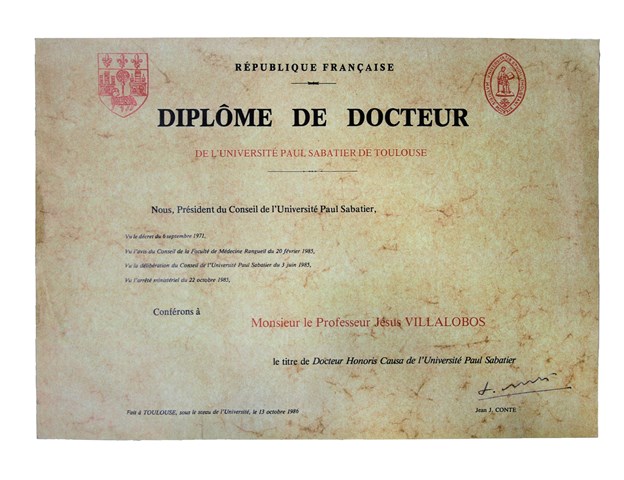 RÉPUBLIQUE FRANÇAISE
DIPLÔME DE DOCTEUR
DE L'UNIVERSITÉ PAUL SABATIER DE TOULOUSE
Nous, Président du Conseil de l'Université Paul Sabatier,
Vu le décret du 6 septembre 1971,
Vu l'avis du Conseil de la Faculté de Médecine Rangueil du 20 février 1985,
Vu la délibération du Conseil de l'Université Paul Sabatier du 3 juin 1985,
Vu l'arrêté ministériel du 22 octobre 1985,
Conférons à
Monsieur le Professeur Jésus VILLALOBOS
le titre de Docteur Honoris Causa de l'Université Paul Sabatier
Fait à TOULOUSE, sous le sceau de l'Université, le 13 octobre 1986
Jean J. CONTE